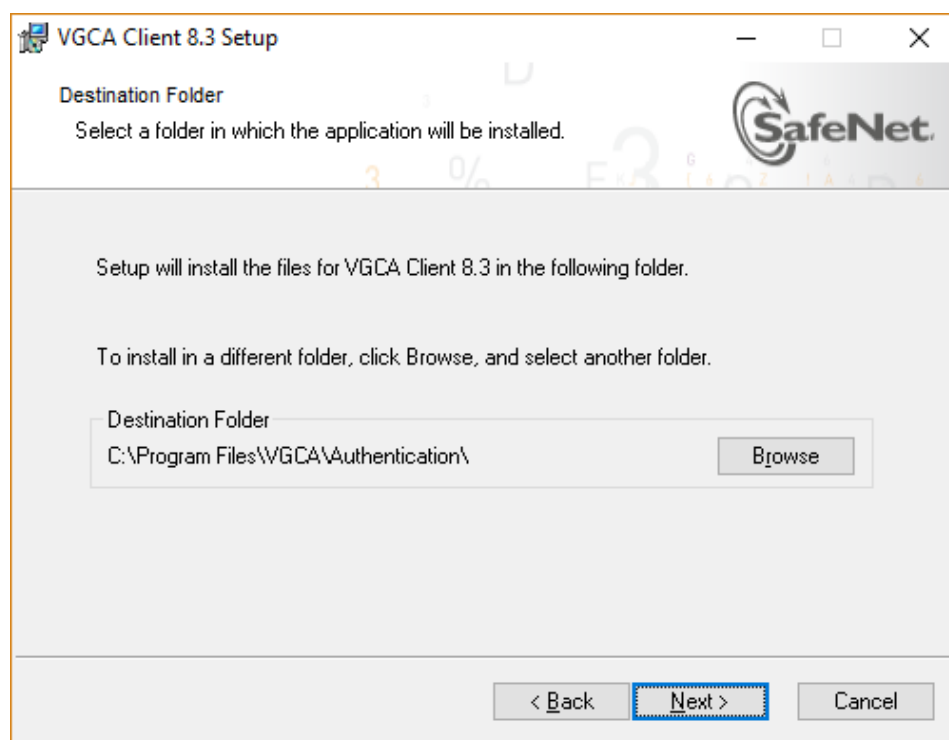 VGCA Client 8.3 Setup
Destination Folder
Select a folder in which the application will be installed.
SafeNet.
Setup will install the files for VGCA Client 8.3 in the following folder.
To install in a different folder, click Browse, and select another folder.
Destination Folder
C:\Program Files\VGCA\Authentication\
Browse
< Back
Next >
Cancel